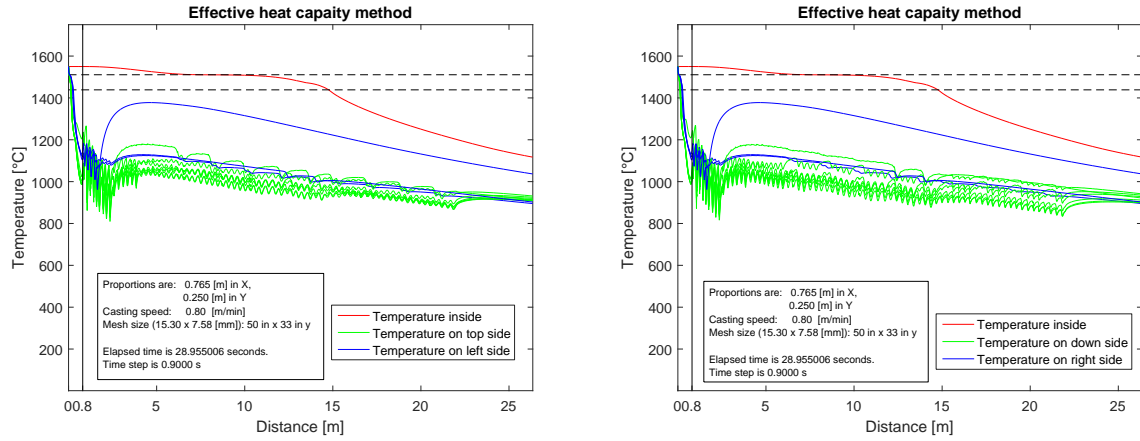 Effective heat capaity method
1600
1400
1200
1000
800
600
400
200
Temperature [°C]
00.8 5 10 15 20 25
Distance [m]
Proportions are: 0.765 [m] in X,
0.250 [m] in Y
Casting speed: 0.80 [m/min]
Mesh size (15.30 x 7.58 [mm]): 50 in x 33 in y
Elapsed time is 28.955006 seconds.
Time step is 0.9000 s
Temperature inside
Temperature on top side
Temperature on left side
Effective heat capaity method
1600
1400
1200
1000
800
600
400
200
Temperature [°C]
00.8 5 10 15 20 25
Distance [m]
Proportions are: 0.765 [m] in X,
0.250 [m] in Y
Casting speed: 0.80 [m/min]
Mesh size (15.30 x 7.58 [mm]): 50 in x 33 in y
Elapsed time is 28.955006 seconds.
Time step is 0.9000 s
Temperature inside
Temperature on down side
Temperature on right side